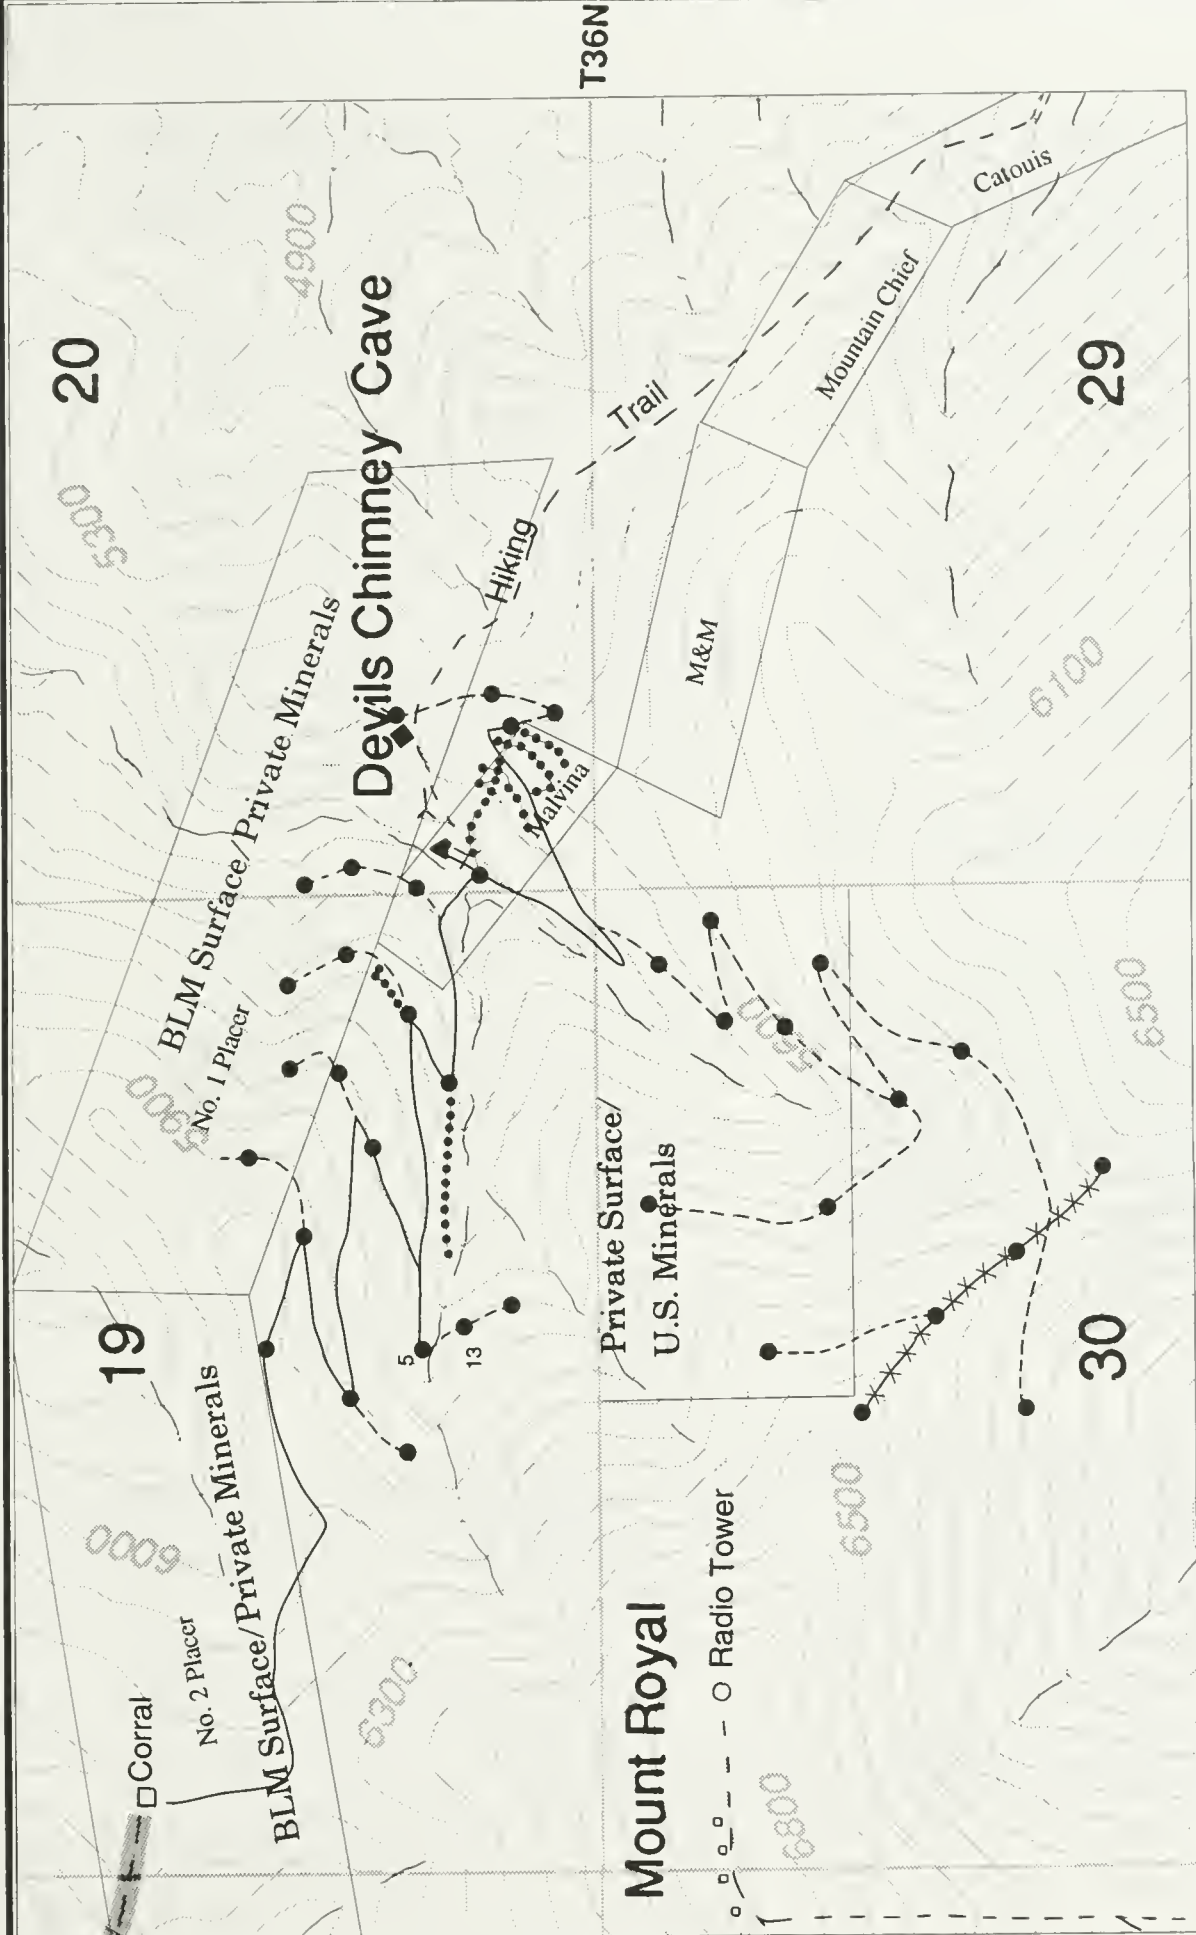 T36N
20
4900
5300
Devils Chimney Cave
Catouis
Mountain Chief
29
Trail
Hiking
BLM Surface/Private Minerals
M&M
6100
Malvina
No. 1 Placer
5900
5900
6500
Private Surface/
U.S. Minerals
19
5
13
30
BLM Surface/Private Minerals
6000
No. 2 Placer
6500
Radio Tower
Mount Royal
6300
Corral
6800